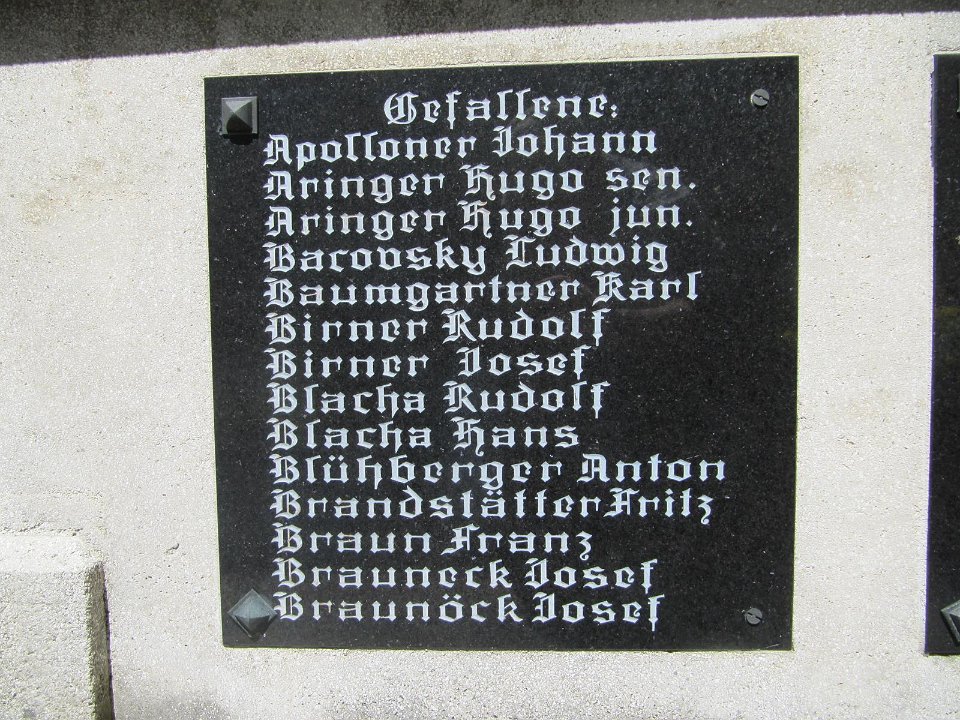 Gefallene:
Apolloner Johann
Aringer Hugo sen.
Aringer Hugo jun.
Bacovsky Ludwig
Baumgartner Karl
Birner Rudolf
Birner Josef
Blacha Rudolf
Blacha Hans
Blühberger Anton
Brandstätter Fritz
Braun Franz
Brauneck Josef
Braunöck Josef